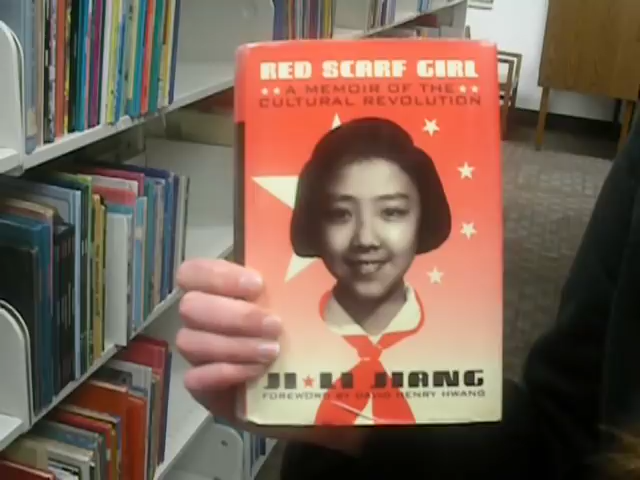 RED SCARF GIRL
A MEMOIR OF THE
CULTURAL REVOLUTION
JI LI JIANG
FOREWORD BY DAVID HENRY HWANG